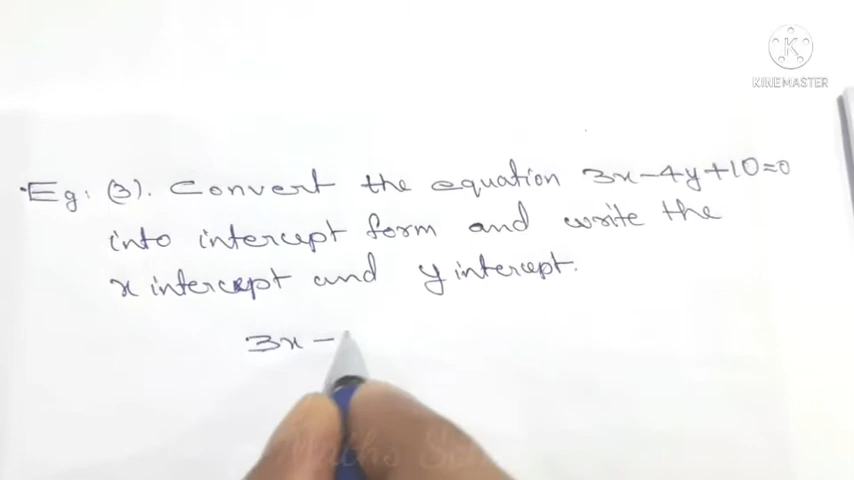 KINEMASTER
Eg: (3). Convert the equation 3x-4y+10=0
into intercept form and write the
x intercept and y intercept.
3x -
Maths